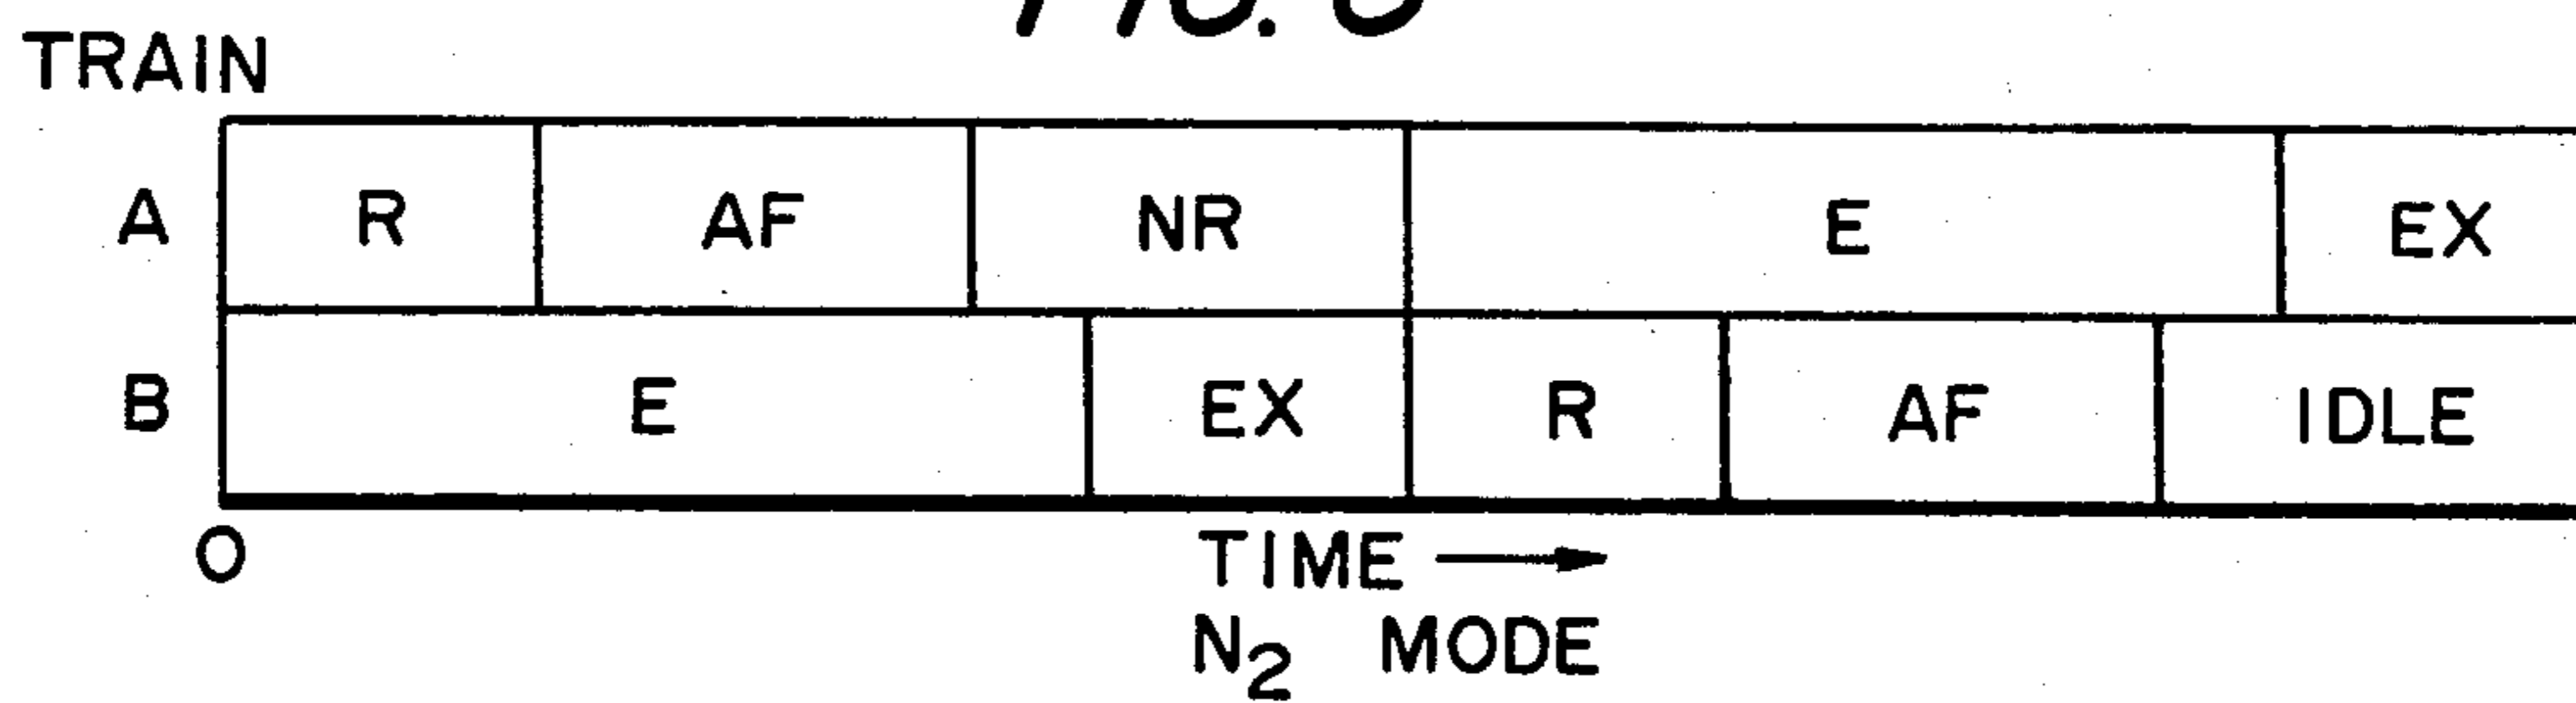 TRAIN
A R AF NR E EX
B E EX R AF IDLE
0 TIME
N2 MODE